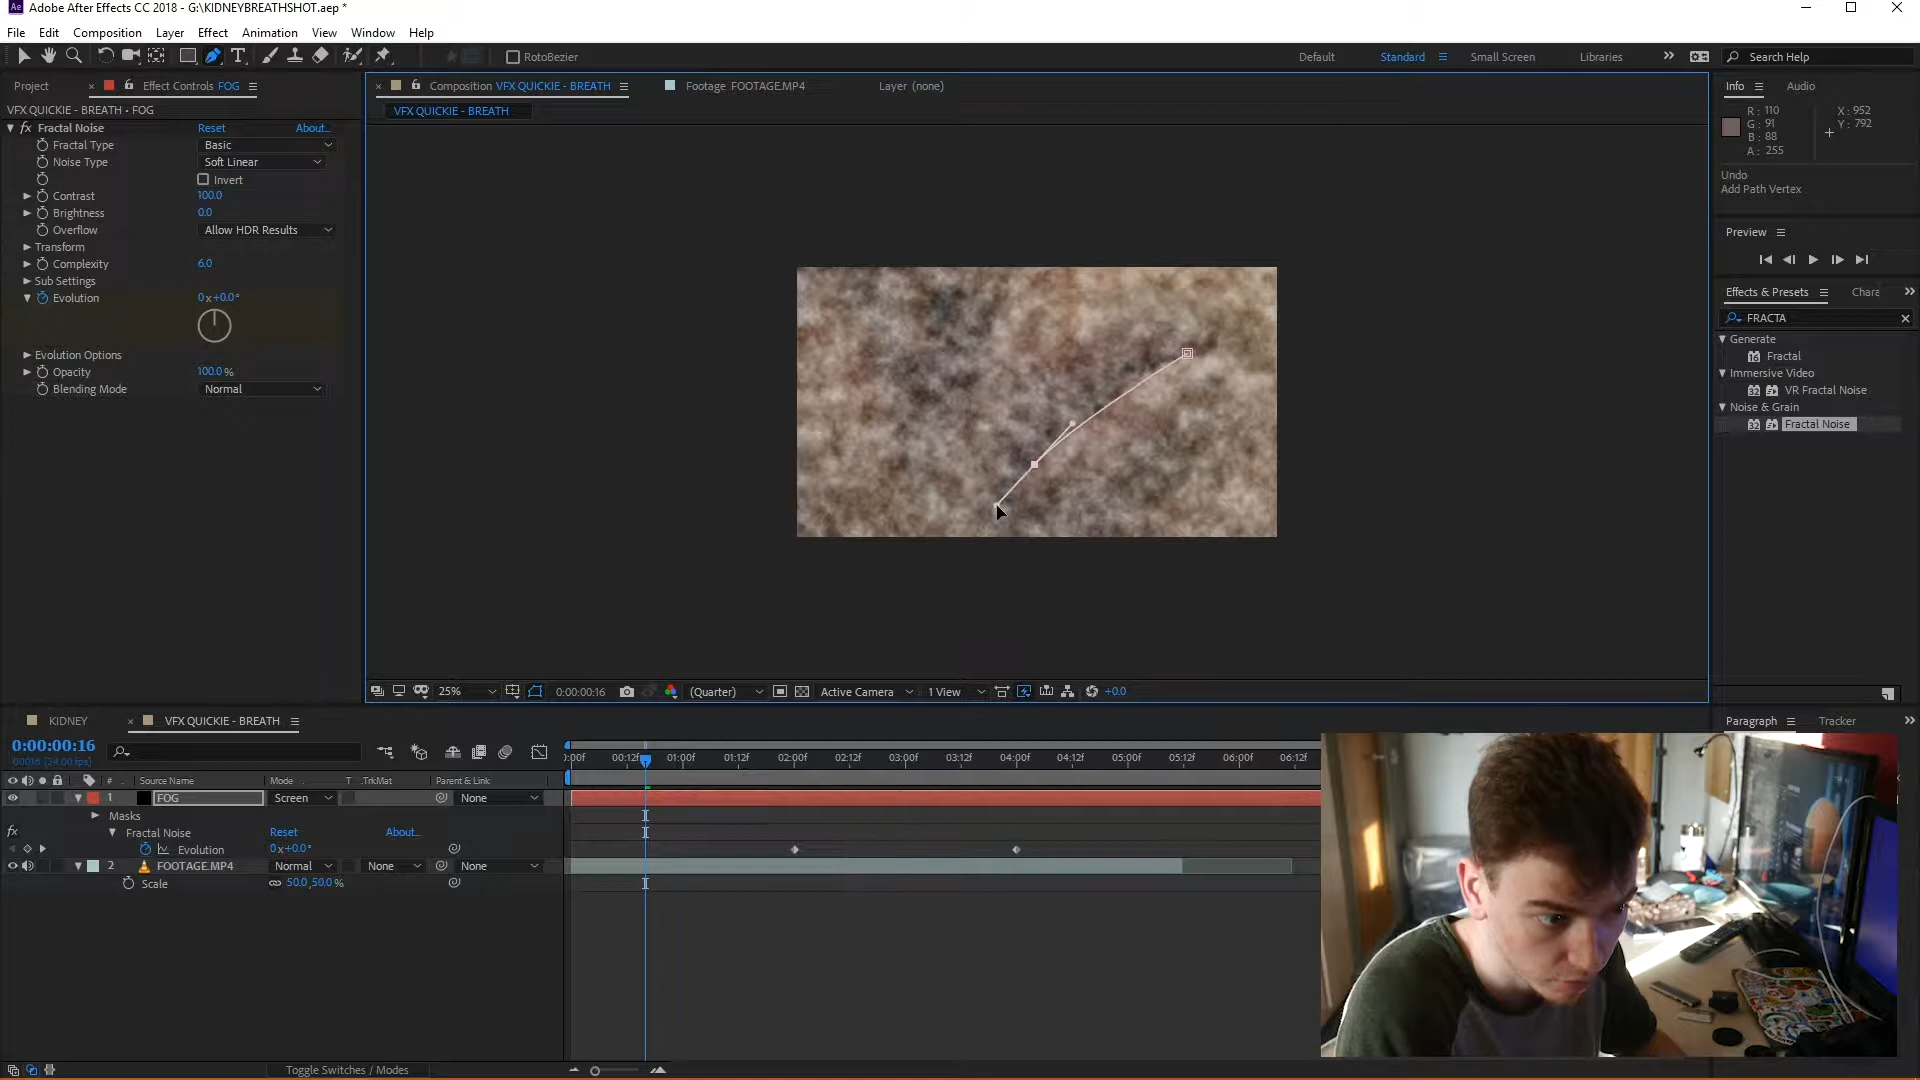 Adobe After Effects CC 2018 - G:\KIDNEYBREATHSHOT.aep *
File Edit Composition Layer Effect Animation View Window Help
RotoBezier Default Standard Small Screen Libraries Search Help
Project Effect Controls FOG Composition VFX QUICKIE - BREATH Footage FOOTAGE.MP4 Layer (none) Info Audio
VFX QUICKIE - BREATH • FOG
VFX QUICKIE - BREATH
Fractal Noise Reset About...
Fractal Type Basic
Noise Type Soft Linear
Invert
Contrast 100.0
Brightness 0.0
Overflow Allow HDR Results
Transform
Complexity 6.0
Sub Settings
Evolution 0x+0.0°
Evolution Options
Opacity 100.0 %
Blending Mode Normal
R : 110 X : 952
G : 91 Y : 792
B : 88
A : 255
Undo
Add Path Vertex
Preview
Effects & Presets Chara
FRACTA
Generate
Fractal
Immersive Video
VR Fractal Noise
Noise & Grain
Fractal Noise
25% 0:00:00:16 (Quarter) Active Camera 1 View +0.0
KIDNEY VFX QUICKIE - BREATH Paragraph Tracker
0:00:00:16
00016 (24.00 fps)
:00f 00:12f 01:00f 01:12f 02:00f 02:12f 03:00f 03:12f 04:00f 04:12f 05:00f 05:12f 06:00f 06:12f
# Source Name Mode T .TrkMat Parent & Link
1 FOG Screen None
Masks
Fractal Noise Reset About...
Evolution 0x+0.0°
2 FOOTAGE.MP4 Normal None None
Scale 50.0,50.0 %
Toggle Switches / Modes